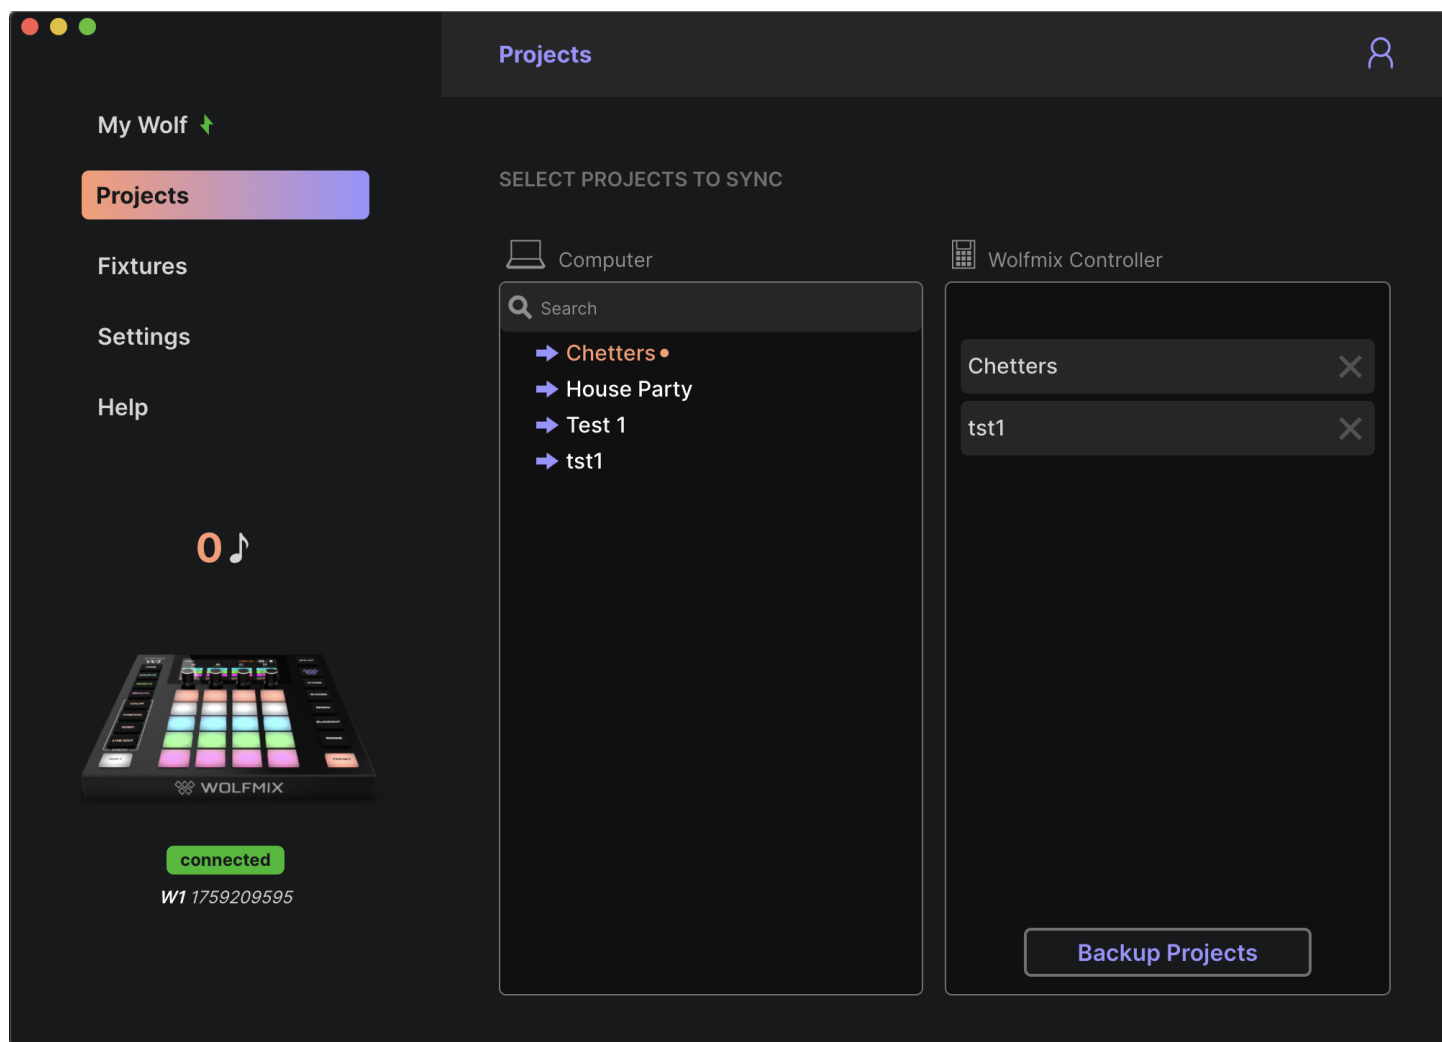 Projects
My Wolf
Projects
Fixtures
Settings
Help
0
WOLFMIX
connected
W1 1759209595
SELECT PROJECTS TO SYNC
Computer
Search
Chetters
House Party
Test 1
tst1
Wolfmix Controller
Chetters
tst1
Backup Projects